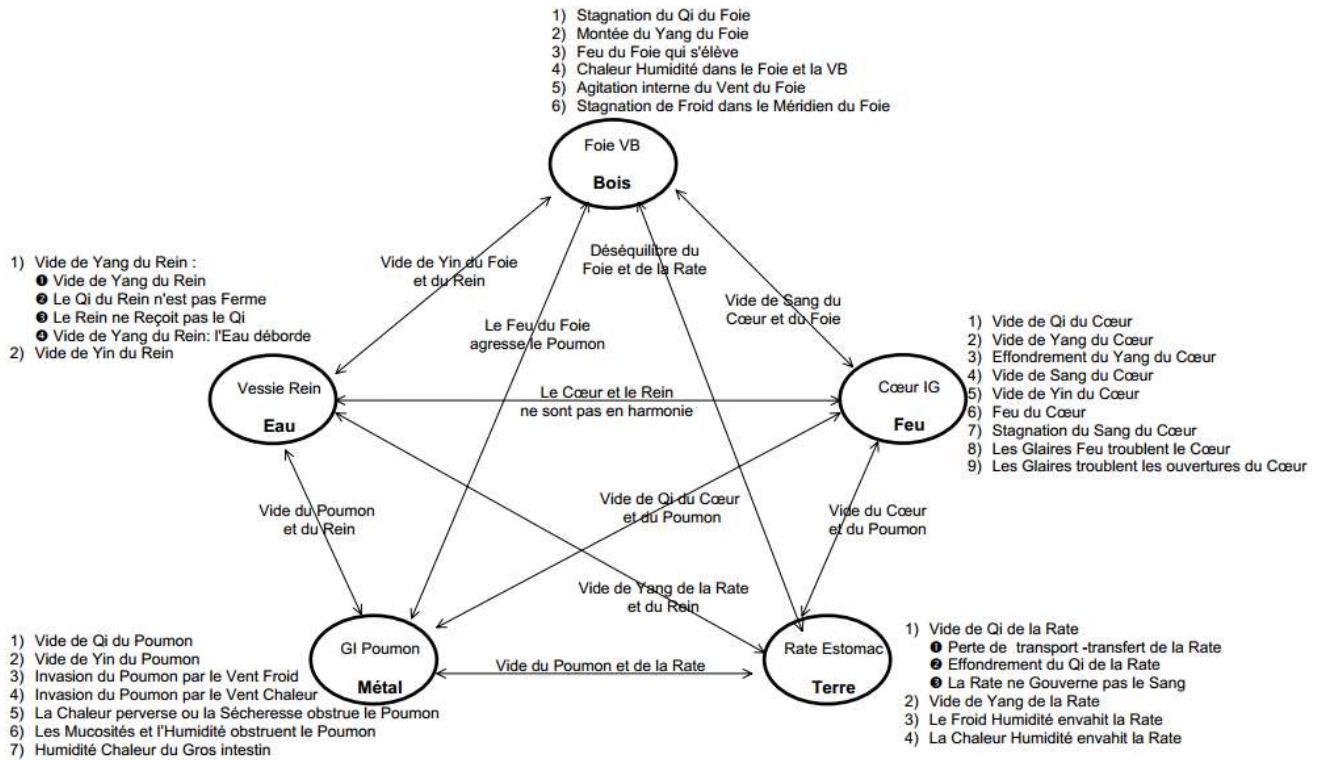 1) Stagnation du Qi du Foie
2) Montée du Yang du Foie
3) Feu du Foie qui s'élève
4) Chaleur Humidité dans le Foie et la VB
5) Agitation interne du Vent du Foie
6) Stagnation de Froid dans le Méridien du Foie
Foie VB
Bois
1) Vide de Yang du Rein :
❶ Vide de Yang du Rein
❷ Le Qi du Rein n'est pas Ferme
❸ Le Rein ne Reçoit pas le Qi
❹ Vide de Yang du Rein: l'Eau déborde
2) Vide de Yin du Rein
Vide de Yin du Foie
et du Rein
Déséquilibre du
Foie et de la Rate
Vide de Sang du
Cœur et du Foie
Le Feu du Foie
agresse le Poumon
1) Vide de Qi du Cœur
2) Vide de Yang du Cœur
3) Effondrement du Yang du Cœur
4) Vide de Sang du Cœur
5) Vide de Yin du Cœur
6) Feu du Cœur
7) Stagnation du Sang du Cœur
8) Les Glaires Feu troublent le Cœur
9) Les Glaires troublent les ouvertures du Cœur
Vessie Rein
Eau
Le Cœur et le Rein
ne sont pas en harmonie
Cœur IG
Feu
Vide du Poumon
et du Rein
Vide de Qi du Cœur
et du Poumon
Vide du Cœur
et du Poumon
Vide de Yang de la Rate
et du Rein
1) Vide de Qi du Poumon
2) Vide de Yin du Poumon
3) Invasion du Poumon par le Vent Froid
4) Invasion du Poumon par le Vent Chaleur
5) La Chaleur perverse ou la Sécheresse obstrue le Poumon
6) Les Mucosités et l'Humidité obstruent le Poumon
7) Humidité Chaleur du Gros intestin
GI Poumon
Métal
Vide du Poumon et de la Rate
Rate Estomac
Terre
1) Vide de Qi de la Rate
❶ Perte de transport -transfert de la Rate
❷ Effondrement du Qi de la Rate
❸ La Rate ne Gouverne pas le Sang
2) Vide de Yang de la Rate
3) Le Froid Humidité envahit la Rate
4) La Chaleur Humidité envahit la Rate